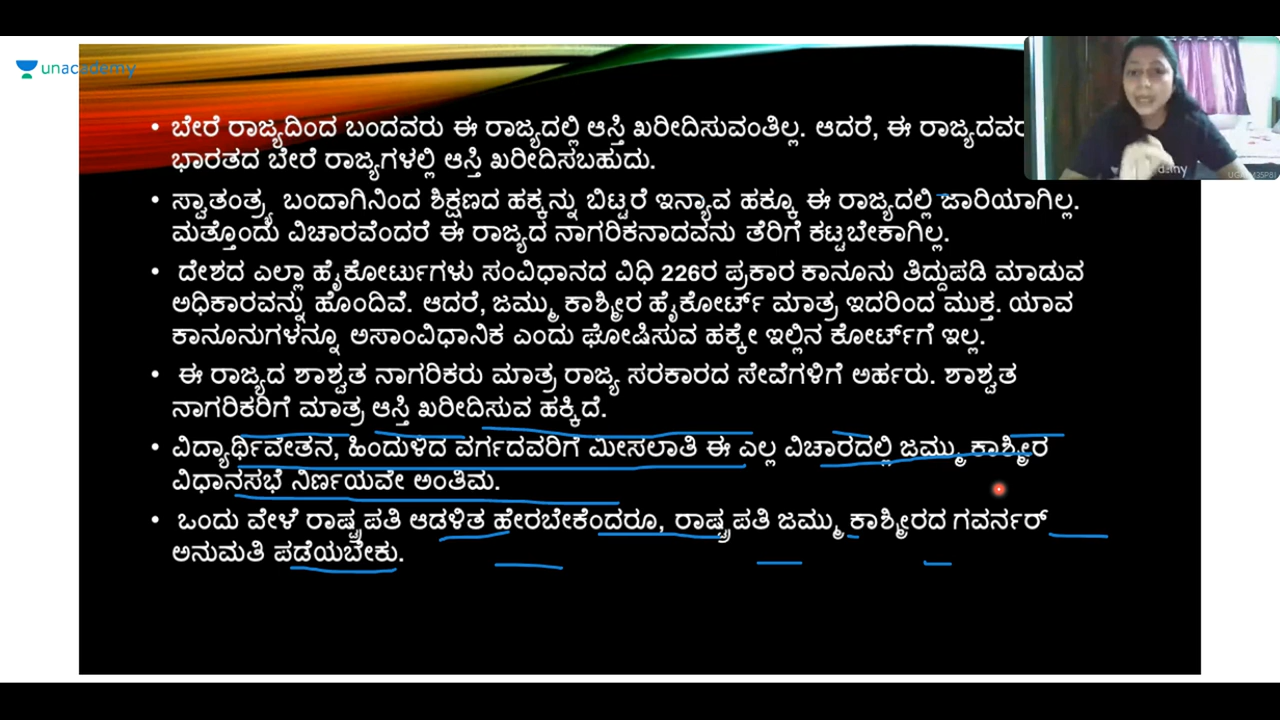 unacademy
• ಬೇರೆ ರಾಜ್ಯದಿಂದ ಬಂದವರು ಈ ರಾಜ್ಯದಲ್ಲಿ ಆಸ್ತಿ ಖರೀದಿಸುವಂತಿಲ್ಲ. ಆದರೆ, ಈ ರಾಜ್ಯದವರ
ಭಾರತದ ಬೇರೆ ರಾಜ್ಯಗಳಲ್ಲಿ ಆಸ್ತಿ ಖರೀದಿಸಬಹುದು.
• ಸ್ವಾತಂತ್ರ್ಯ ಬಂದಾಗಿನಿಂದ ಶಿಕ್ಷಣದ ಹಕ್ಕನ್ನು ಬಿಟ್ಟರೆ ಇನ್ಯಾವ ಹಕ್ಕೂ ಈ ರಾಜ್ಯದಲ್ಲಿ ಜಾರಿಯಾಗಿಲ್ಲ.
ಮತ್ತೊಂದು ವಿಚಾರವೆಂದರೆ ಈ ರಾಜ್ಯದ ನಾಗರಿಕನಾದವನು ತೆರಿಗೆ ಕಟ್ಟಬೇಕಾಗಿಲ್ಲ.
• ದೇಶದ ಎಲ್ಲಾ ಹೈಕೋರ್ಟುಗಳು ಸಂವಿಧಾನದ ವಿಧಿ 226ರ ಪ್ರಕಾರ ಕಾನೂನು ತಿದ್ದುಪಡಿ ಮಾಡುವ
ಅಧಿಕಾರವನ್ನು ಹೊಂದಿವೆ. ಆದರೆ, ಜಮ್ಮು ಕಾಶ್ಮೀರ ಹೈಕೋರ್ಟ್ ಮಾತ್ರ ಇದರಿಂದ ಮುಕ್ತ. ಯಾವ
ಕಾನೂನುಗಳನ್ನೂ ಅಸಾಂವಿಧಾನಿಕ ಎಂದು ಘೋಷಿಸುವ ಹಕ್ಕೇ ಇಲ್ಲಿನ ಕೋರ್ಟ್‌ಗೆ ಇಲ್ಲ.
• ಈ ರಾಜ್ಯದ ಶಾಶ್ವತ ನಾಗರಿಕರು ಮಾತ್ರ ರಾಜ್ಯ ಸರಕಾರದ ಸೇವೆಗಳಿಗೆ ಅರ್ಹರು. ಶಾಶ್ವತ
ನಾಗರಿಕರಿಗೆ ಮಾತ್ರ ಆಸ್ತಿ ಖರೀದಿಸುವ ಹಕ್ಕಿದೆ.
• ವಿದ್ಯಾರ್ಥಿವೇತನ, ಹಿಂದುಳಿದ ವರ್ಗದವರಿಗೆ ಮೀಸಲಾತಿ ಈ ಎಲ್ಲ ವಿಚಾರದಲ್ಲಿ ಜಮ್ಮು ಕಾಶ್ಮೀರ
ವಿಧಾನಸಭೆ ನಿರ್ಣಯವೇ ಅಂತಿಮ.
• ಒಂದು ವೇಳೆ ರಾಷ್ಟ್ರಪತಿ ಆಡಳಿತ ಹೇರಬೇಕೆಂದರೂ, ರಾಷ್ಟ್ರಪತಿ ಜಮ್ಮು ಕಾಶ್ಮೀರದ ಗವರ್ನರ್
ಅನುಮತಿ ಪಡೆಯಬೇಕು.